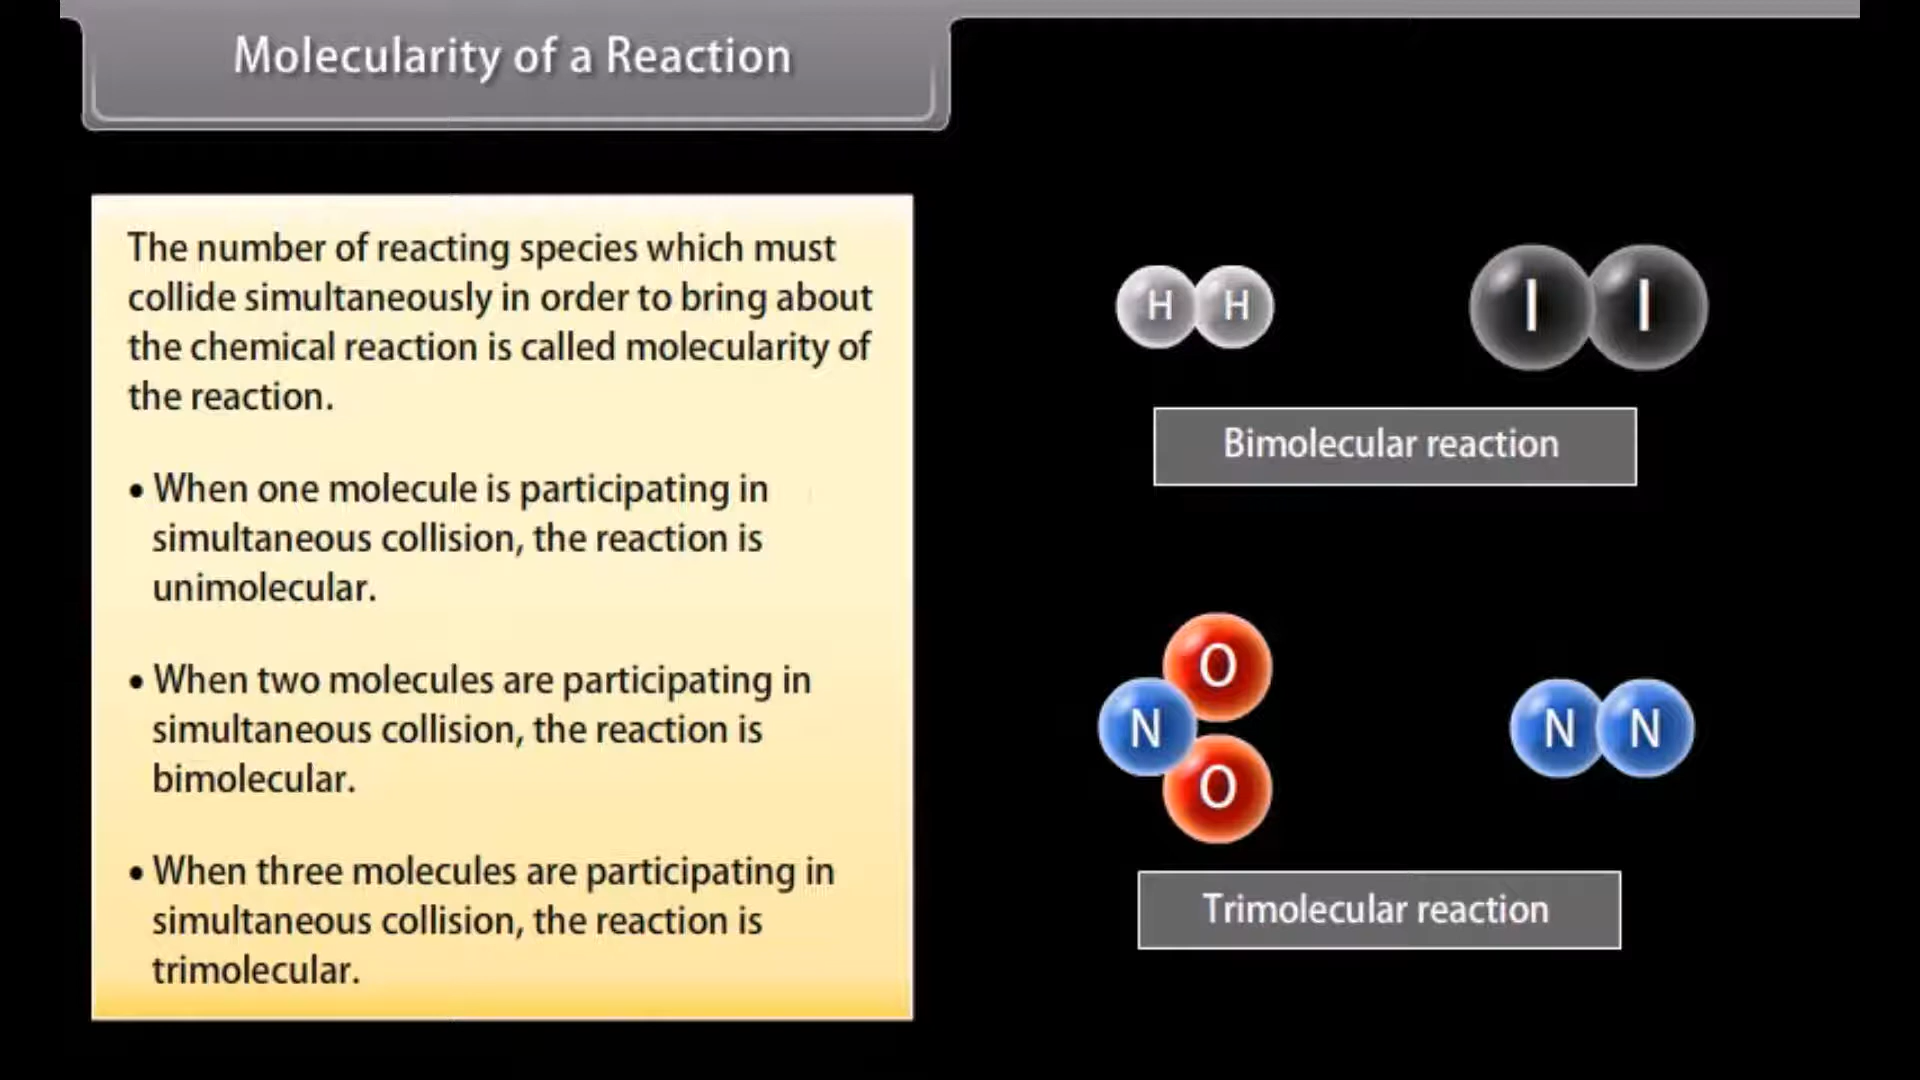 Molecularity of a Reaction
The number of reacting species which must
collide simultaneously in order to bring about
the chemical reaction is called molecularity of
the reaction.
• When one molecule is participating in
simultaneous collision, the reaction is
unimolecular.
• When two molecules are participating in
simultaneous collision, the reaction is
bimolecular.
• When three molecules are participating in
simultaneous collision, the reaction is
trimolecular.
H H I I
Bimolecular reaction
O
N N N
O
Trimolecular reaction